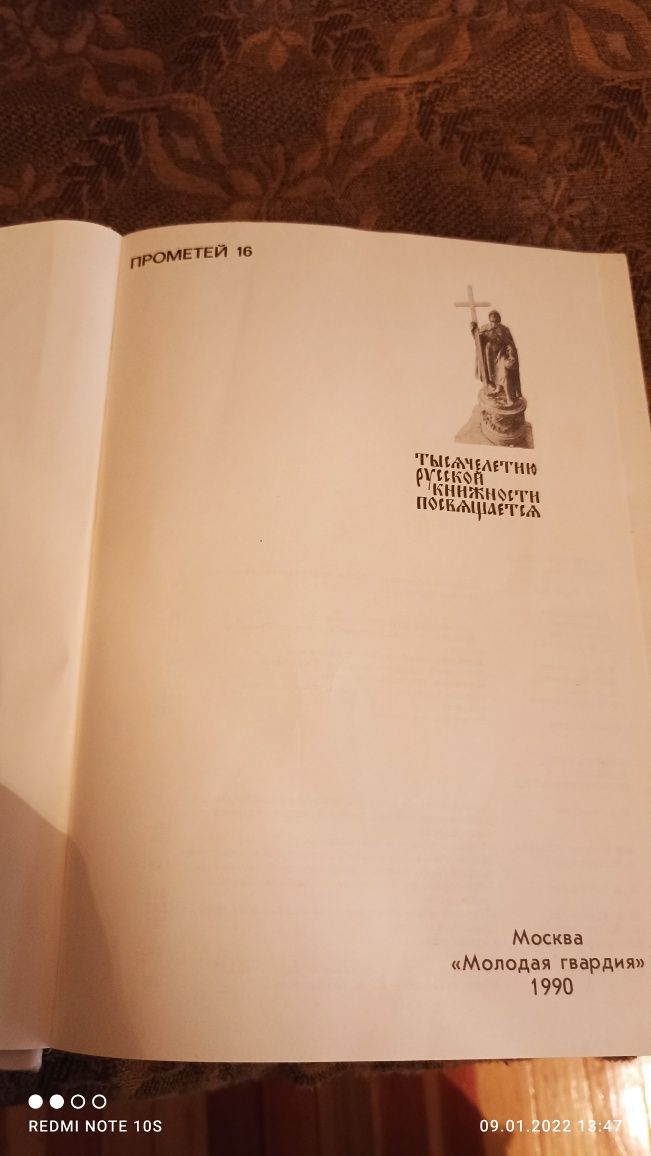 ПРОМЕТЕЙ 16
ТЫСЯЧЕЛЕТИЮ
РУССКОЙ
КНИЖНОСТИ
ПОСВЯЩАЕТСЯ
Москва
«Молодая гвардия»
1990
REDMI NOTE 10S
09.01.2022 13:47